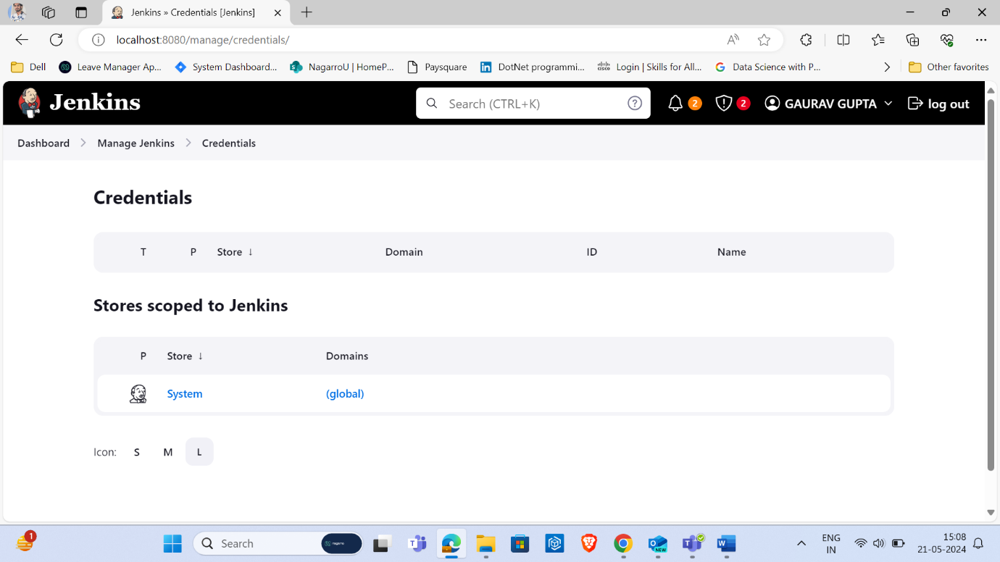 Jenkins » Credentials [Jenkins]
localhost:8080/manage/credentials/
Dell Leave Manager Ap... System Dashboard... NagarroU | HomeP... Paysquare DotNet programmi... Login | Skills for All... Data Science with P... Other favorites
Jenkins Search (CTRL+K) ? 2 2 GAURAV GUPTA log out
Dashboard Manage Jenkins Credentials
Credentials
T P Store ↓ Domain ID Name
Stores scoped to Jenkins
P Store ↓ Domains
System (global)
Icon: S M L
1 Search nagarro NEW ENG IN 15:08 21-05-2024